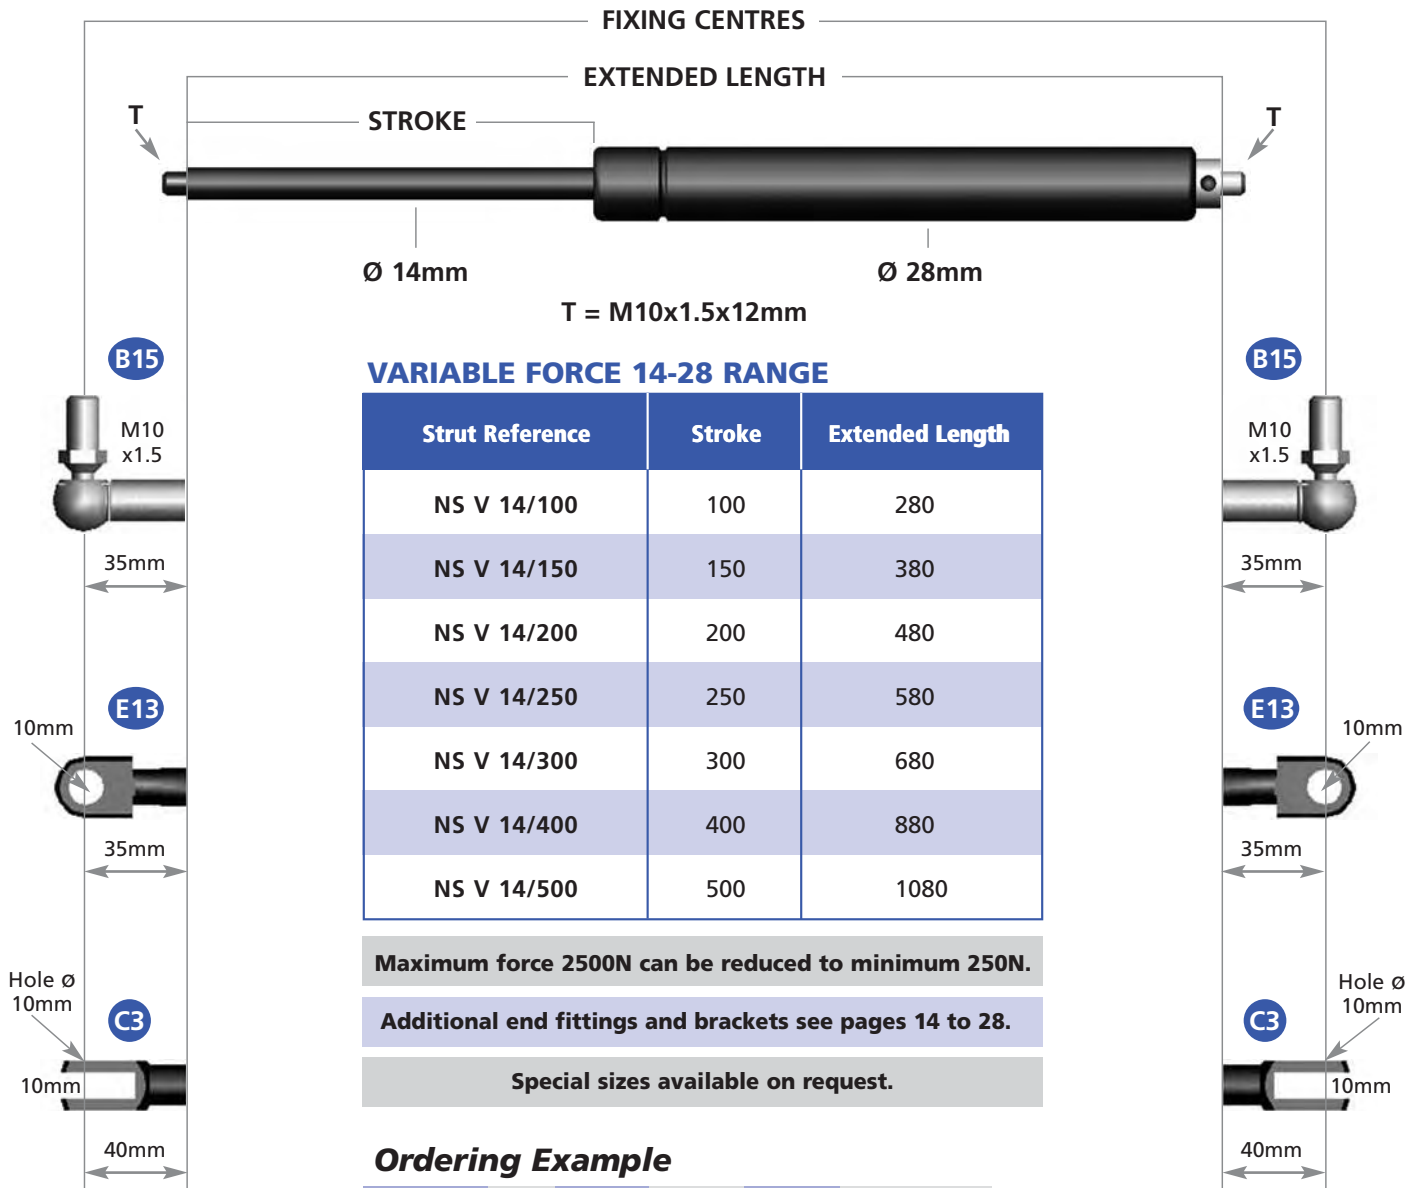 FIXING CENTRES
EXTENDED LENGTH
T
STROKE
T
Ø 14mm
Ø 28mm
T = M10x1.5x12mm
B15
M10
x1.5
35mm
E13
10mm
35mm
Hole Ø
10mm
C3
10mm
40mm
VARIABLE FORCE 14-28 RANGE
Strut Reference Stroke Extended Length
NS V 14/100 100 280
NS V 14/150 150 380
NS V 14/200 200 480
NS V 14/250 250 580
NS V 14/300 300 680
NS V 14/400 400 880
NS V 14/500 500 1080
Maximum force 2500N can be reduced to minimum 250N.
Additional end fittings and brackets see pages 14 to 28.
Special sizes available on request.
Ordering Example
B15
M10
x1.5
35mm
E13
10mm
35mm
Hole Ø
10mm
C3
10mm
40mm